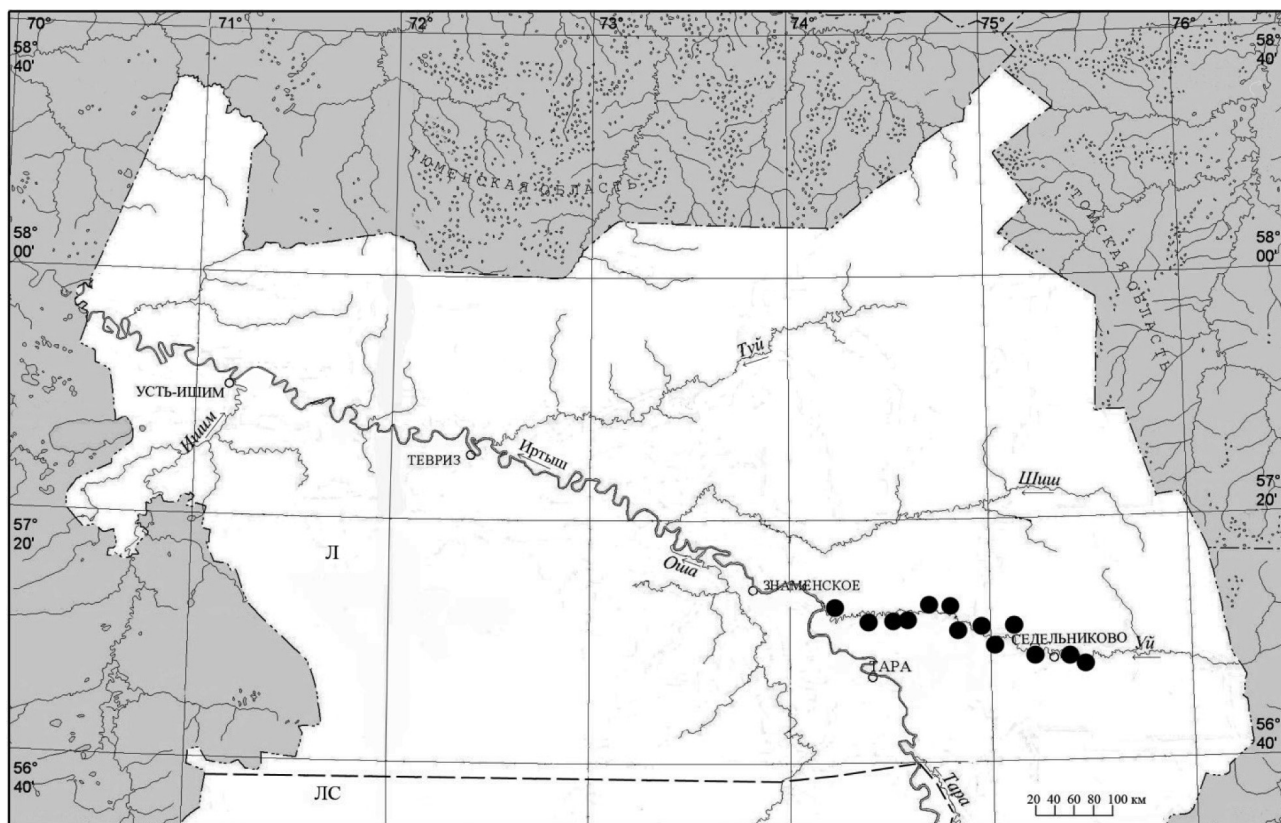 70° 71° 72° 73° 74° 75° 76°
58° 40'
58° 40'
ТЮМЕНСКАЯ ОБЛАСТЬ
ТОМСКАЯ ОБЛАСТЬ
58° 00'
58° 00'
Туй
УСТЬ-ИШИМ
Ишим
ТЕВРИЗ
Иртыш
Шиш
57° 20'
57° 20'
Л
Оша
ЗНАМЕНСКОЕ
СЕДЕЛЬНИКОВО
Уй
ТАРА
56° 40'
56° 40'
ЛС
Тара
20 40 60 80 100 км